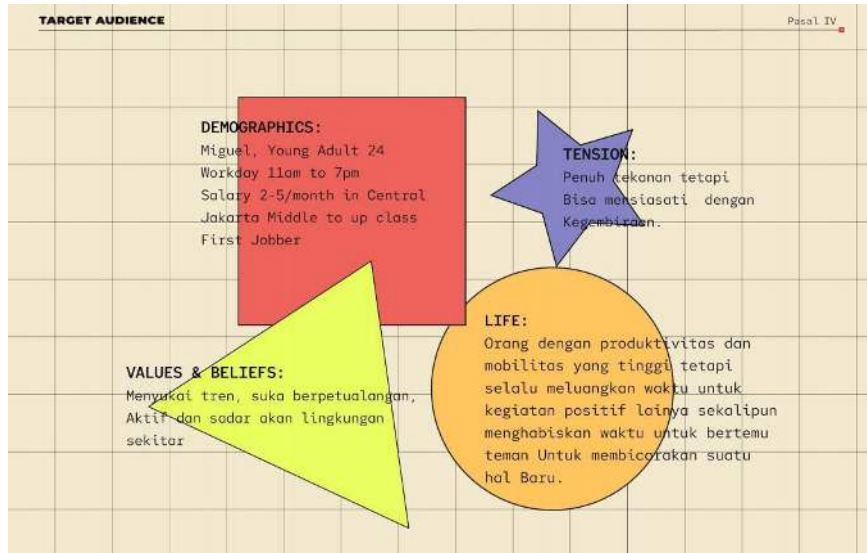 TARGET AUDIENCE
Pasal IV
DEMOGRAPHICS:
Miguel, Young Adult 24
Workday 11am to 7pm
Salary 2-5/month in Central
Jakarta Middle to up class
First Jobber
TENSION:
Penuh tekanan tetapi
Bisa mensiasati dengan
Kegembiraan.
VALUES & BELIEFS:
Menyukai tren, suka berpetualangan,
Aktif dan sadar akan lingkungan
sekitar
LIFE:
Orang dengan produktivitas dan
mobilitas yang tinggi tetapi
selalu meluangkan waktu untuk
kegiatan positif lainya sekalipun
menghabiskan waktu untuk bertemu
teman Untuk membicarakan suatu
hal Baru.